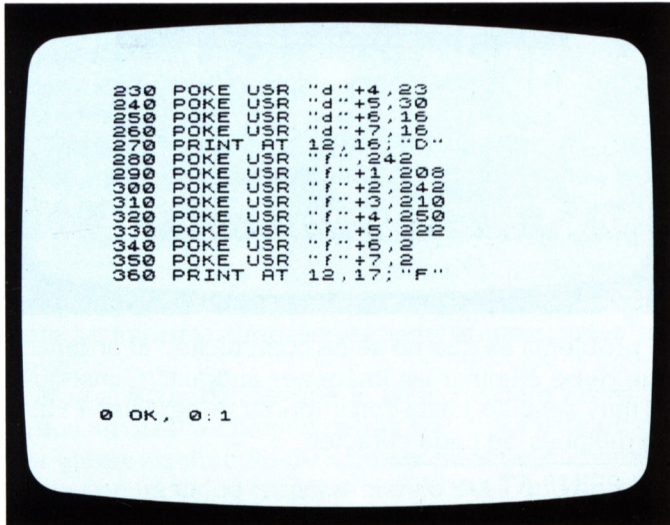 230 POKE USR "d"+4,23
240 POKE USR "d"+5,30
250 POKE USR "d"+6,16
260 POKE USR "d"+7,16
270 PRINT AT 12,16;"D"
280 POKE USR "f",242
290 POKE USR "f"+1,208
300 POKE USR "f"+2,242
310 POKE USR "f"+3,210
320 POKE USR "f"+4,250
330 POKE USR "f"+5,222
340 POKE USR "f"+6,2
350 POKE USR "f"+7,2
360 PRINT AT 12,17;"F"
0 OK, 0:1